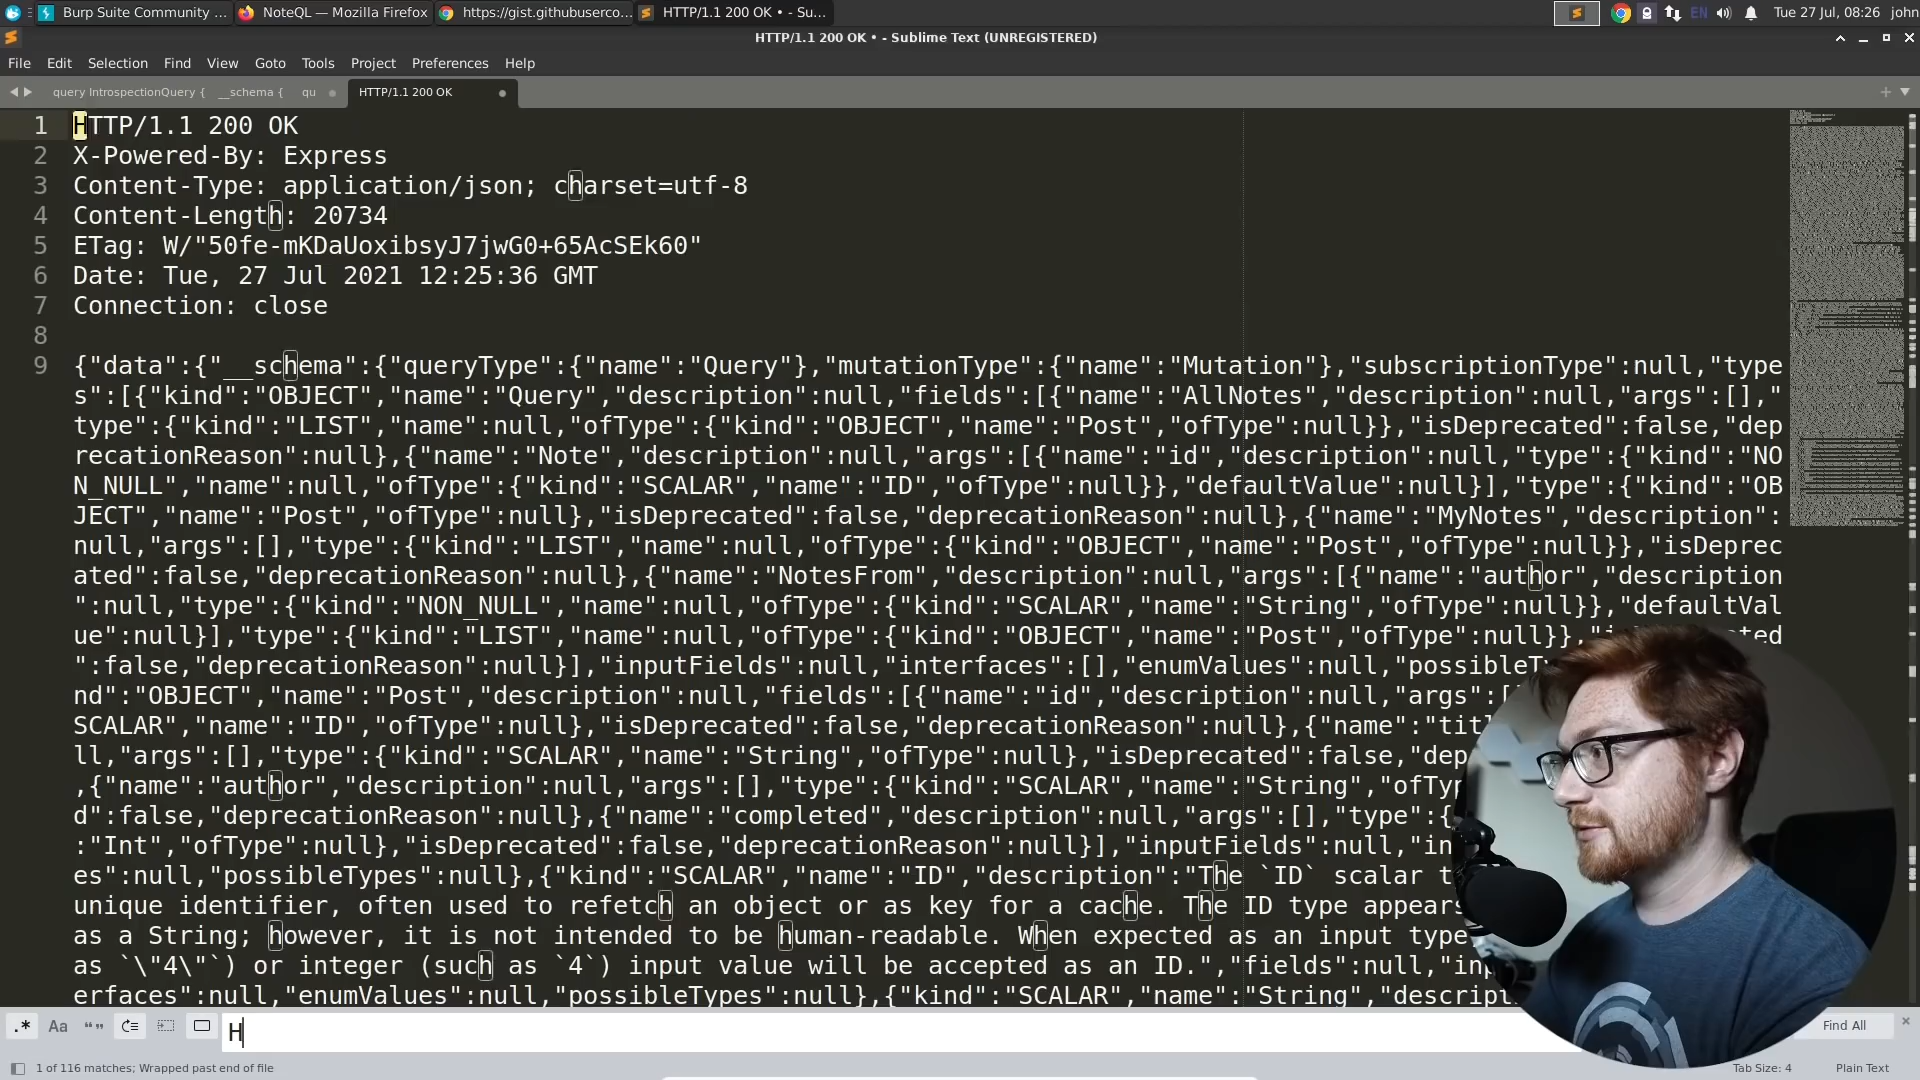 Burp Suite Community ...
NoteQL — Mozilla Firefox
https://gist.githubuserco...
HTTP/1.1 200 OK • - Su...
EN
Tue 27 Jul, 08:26
john
HTTP/1.1 200 OK • - Sublime Text (UNREGISTERED)
File Edit Selection Find View Goto Tools Project Preferences Help
query IntrospectionQuery { __schema { qu
HTTP/1.1 200 OK
1 HTTP/1.1 200 OK
2 X-Powered-By: Express
3 Content-Type: application/json; charset=utf-8
4 Content-Length: 20734
5 ETag: W/"50fe-mKDaUoxibsyJ7jwG0+65AcSEk60"
6 Date: Tue, 27 Jul 2021 12:25:36 GMT
7 Connection: close
8
9 {"data":{"__schema":{"queryType":{"name":"Query"},"mutationType":{"name":"Mutation"},"subscriptionType":null,"type
s":[{"kind":"OBJECT","name":"Query","description":null,"fields":[{"name":"AllNotes","description":null,"args":[],"
type":{"kind":"LIST","name":null,"ofType":{"kind":"OBJECT","name":"Post","ofType":null}},"isDeprecated":false,"dep
recationReason":null},{"name":"Note","description":null,"args":[{"name":"id","description":null,"type":{"kind":"NO
N_NULL","name":null,"ofType":{"kind":"SCALAR","name":"ID","ofType":null}},"defaultValue":null}],"type":{"kind":"OB
JECT","name":"Post","ofType":null},"isDeprecated":false,"deprecationReason":null},{"name":"MyNotes","description":
null,"args":[],"type":{"kind":"LIST","name":null,"ofType":{"kind":"OBJECT","name":"Post","ofType":null}},"isDeprec
ated":false,"deprecationReason":null},{"name":"NotesFrom","description":null,"args":[{"name":"author","description
":null,"type":{"kind":"NON_NULL","name":null,"ofType":{"kind":"SCALAR","name":"String","ofType":null}},"defaultVal
ue":null}],"type":{"kind":"LIST","name":null,"ofType":{"kind":"OBJECT","name":"Post","ofType":null}},
":false,"deprecationReason":null}],"inputFields":null,"interfaces":[],"enumValues":null,"possibleT
nd":"OBJECT","name":"Post","description":null,"fields":[{"name":"id","description":null,"args":[
SCALAR","name":"ID","ofType":null},"isDeprecated":false,"deprecationReason":null},{"name":"titl
ll,"args":[],"type":{"kind":"SCALAR","name":"String","ofType":null},"isDeprecated":false,"dep
,{"name":"author","description":null,"args":[],"type":{"kind":"SCALAR","name":"String","ofTyp
d":false,"deprecationReason":null},{"name":"completed","description":null,"args":[],"type":{
:"Int","ofType":null},"isDeprecated":false,"deprecationReason":null}],"inputFields":null,"in
es":null,"possibleTypes":null},{"kind":"SCALAR","name":"ID","description":"The `ID` scalar t
unique identifier, often used to refetch an object or as key for a cache. The ID type appears
as a String; however, it is not intended to be human-readable. When expected as an input type
as `\"4\"`) or integer (such as `4`) input value will be accepted as an ID.","fields":null,"inp
erfaces":null,"enumValues":null,"possibleTypes":null},{"kind":"SCALAR","name":"String","descript
.* Aa “” H Find All
1 of 116 matches; Wrapped past end of file
Tab Size: 4
Plain Text